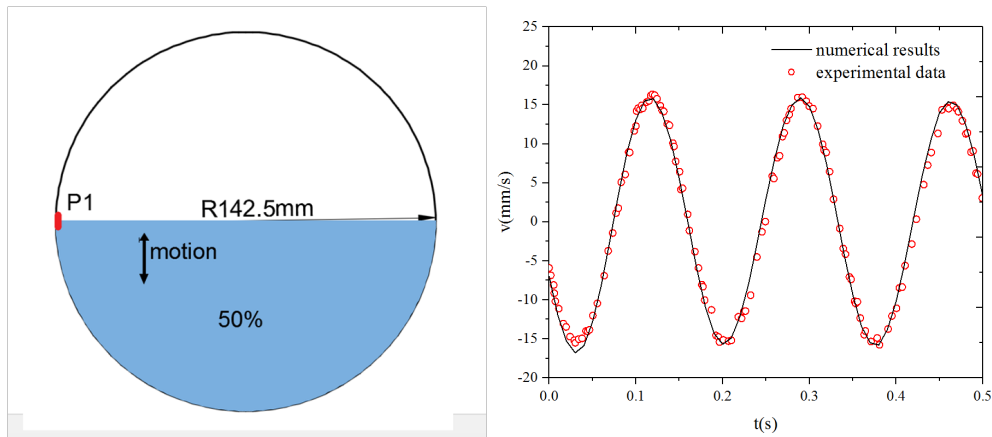 P1
R142.5mm
motion
50%
25
20
15
10
5
0
-5
-10
-15
-20
v(mm/s)
numerical results
experimental data
0.0 0.1 0.2 0.3 0.4 0.5
t(s)